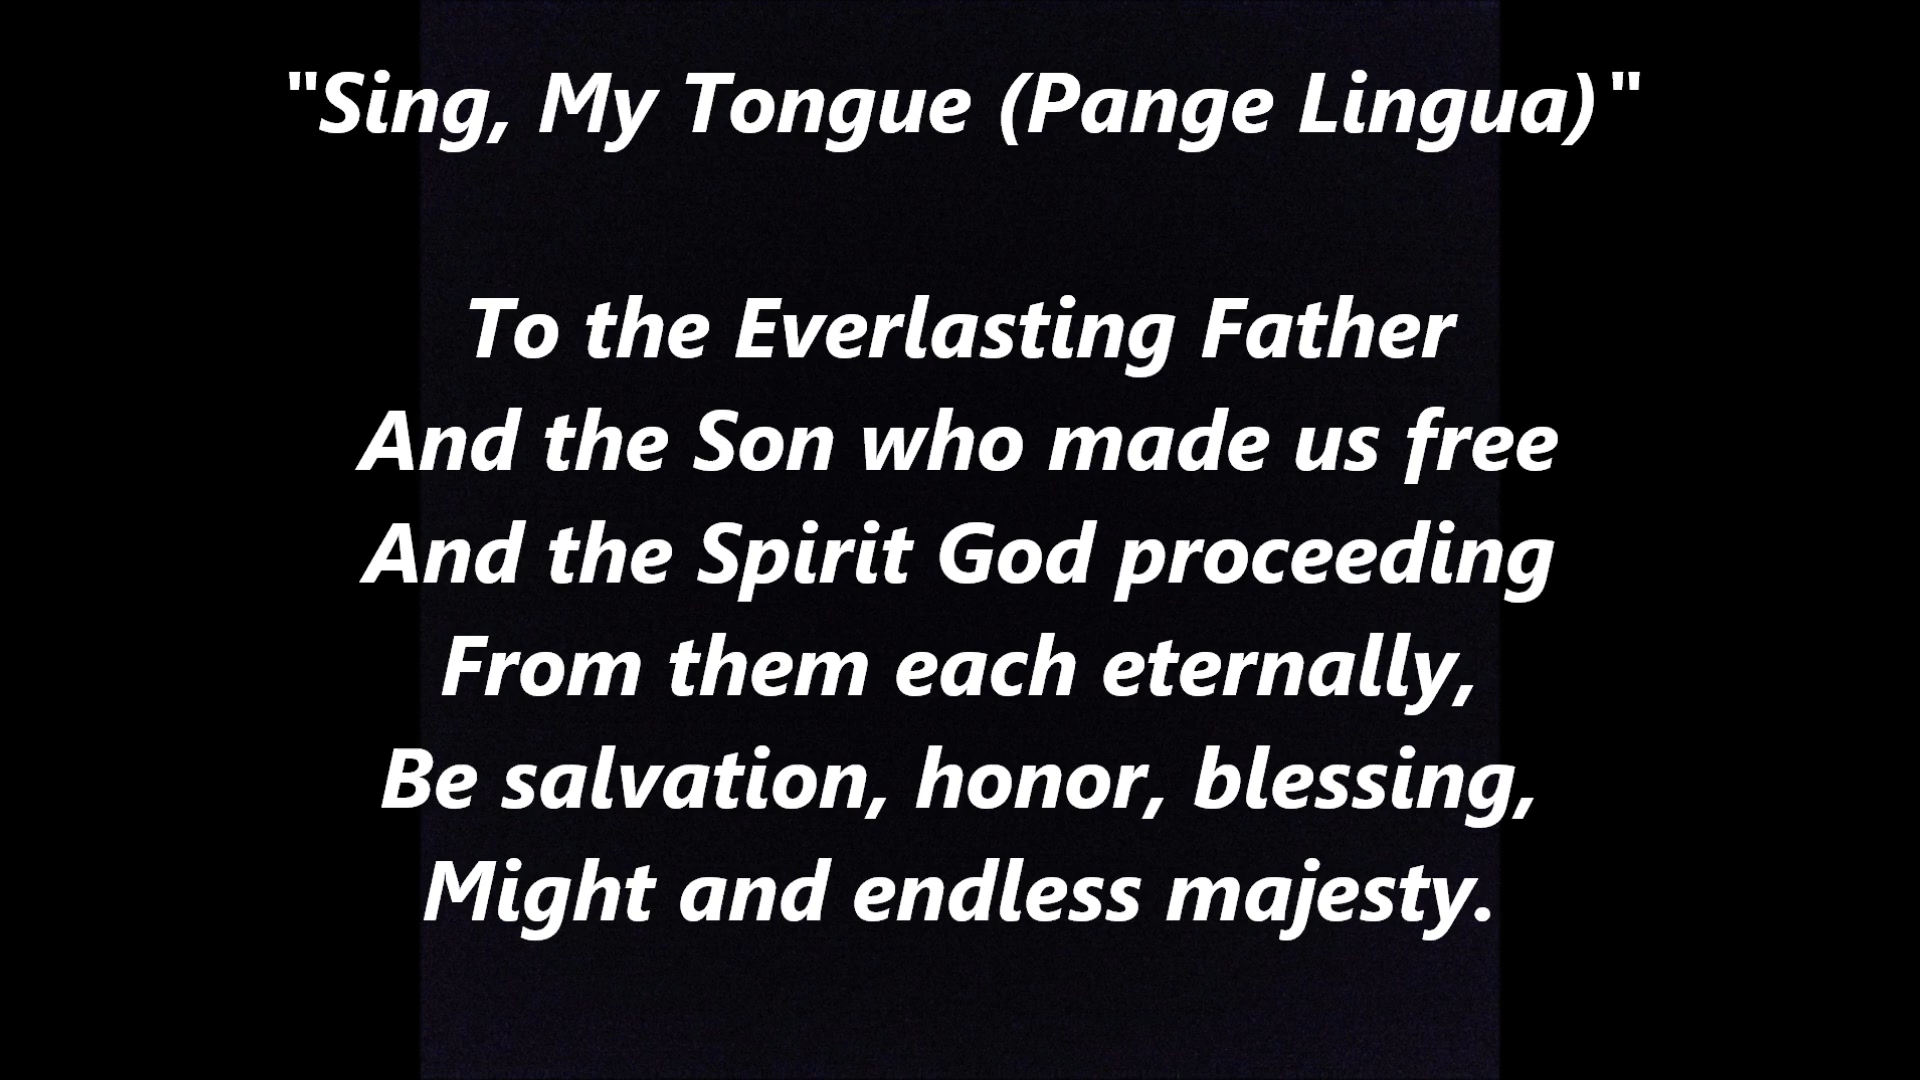 "Sing, My Tongue (Pange Lingua)"
To the Everlasting Father
And the Son who made us free
And the Spirit God proceeding
From them each eternally,
Be salvation, honor, blessing,
Might and endless majesty.